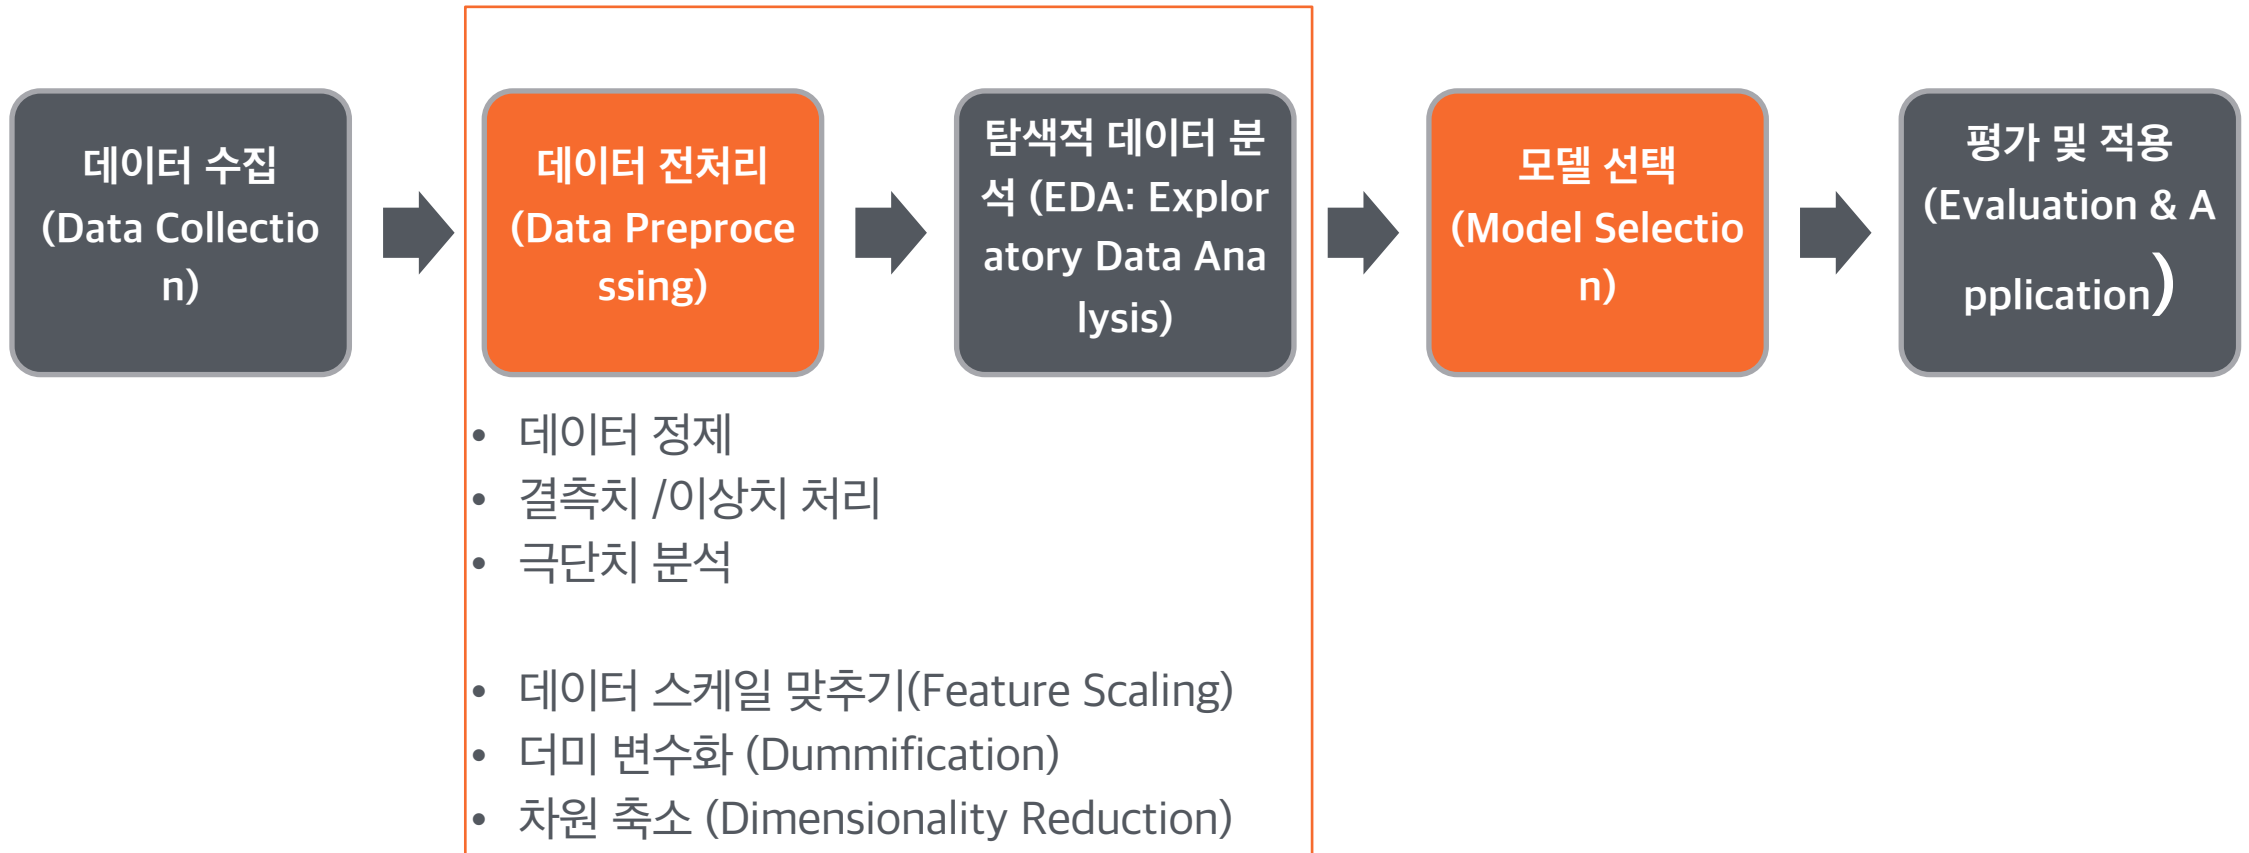 데이터 수집
(Data Collectio
n)
데이터 전처리
(Data Preproce
ssing)
탐색적 데이터 분
석 (EDA: Explor
atory Data Ana
lysis)
모델 선택
(Model Selectio
n)
평가 및 적용
(Evaluation & A
pplication)
• 데이터 정제
• 결측치 /이상치 처리
• 극단치 분석
• 데이터 스케일 맞추기(Feature Scaling)
• 더미 변수화 (Dummification)
• 차원 축소 (Dimensionality Reduction)